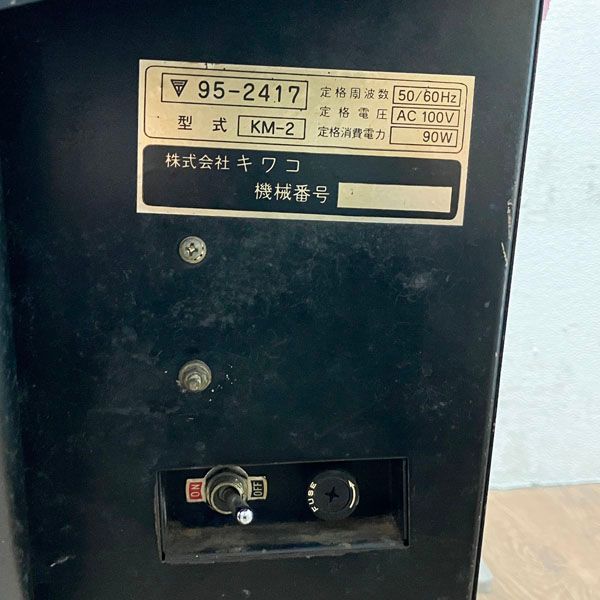 ▽〒 95-2417
定格周波数 50/60Hz
定格電圧 AC 100V
型式 KM-2
定格消費電力 90W
株式会社キワコ
機械番号
ON
OFF
FUSE